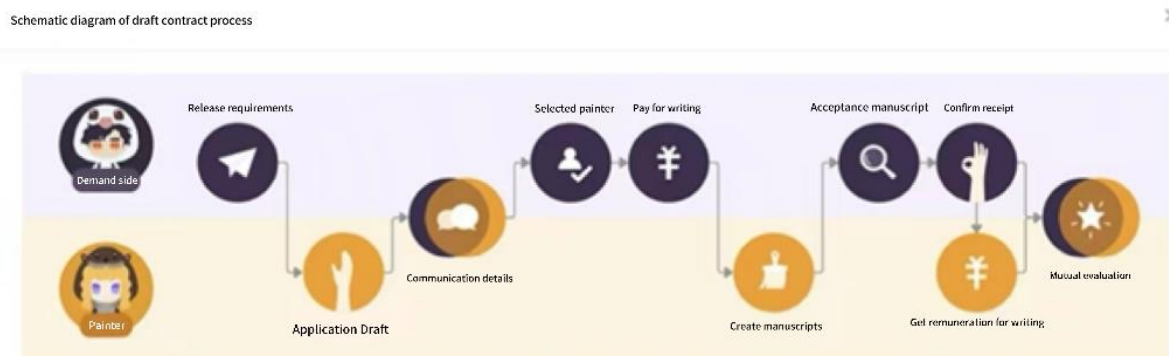 Schematic diagram of draft contract process
Release requirements
Selected painter
Pay for writing
Acceptance manuscript
Confirm receipt
Demand side
Communication details
Mutual evaluation
Painter
Application Draft
Create manuscripts
Get remuneration for writing